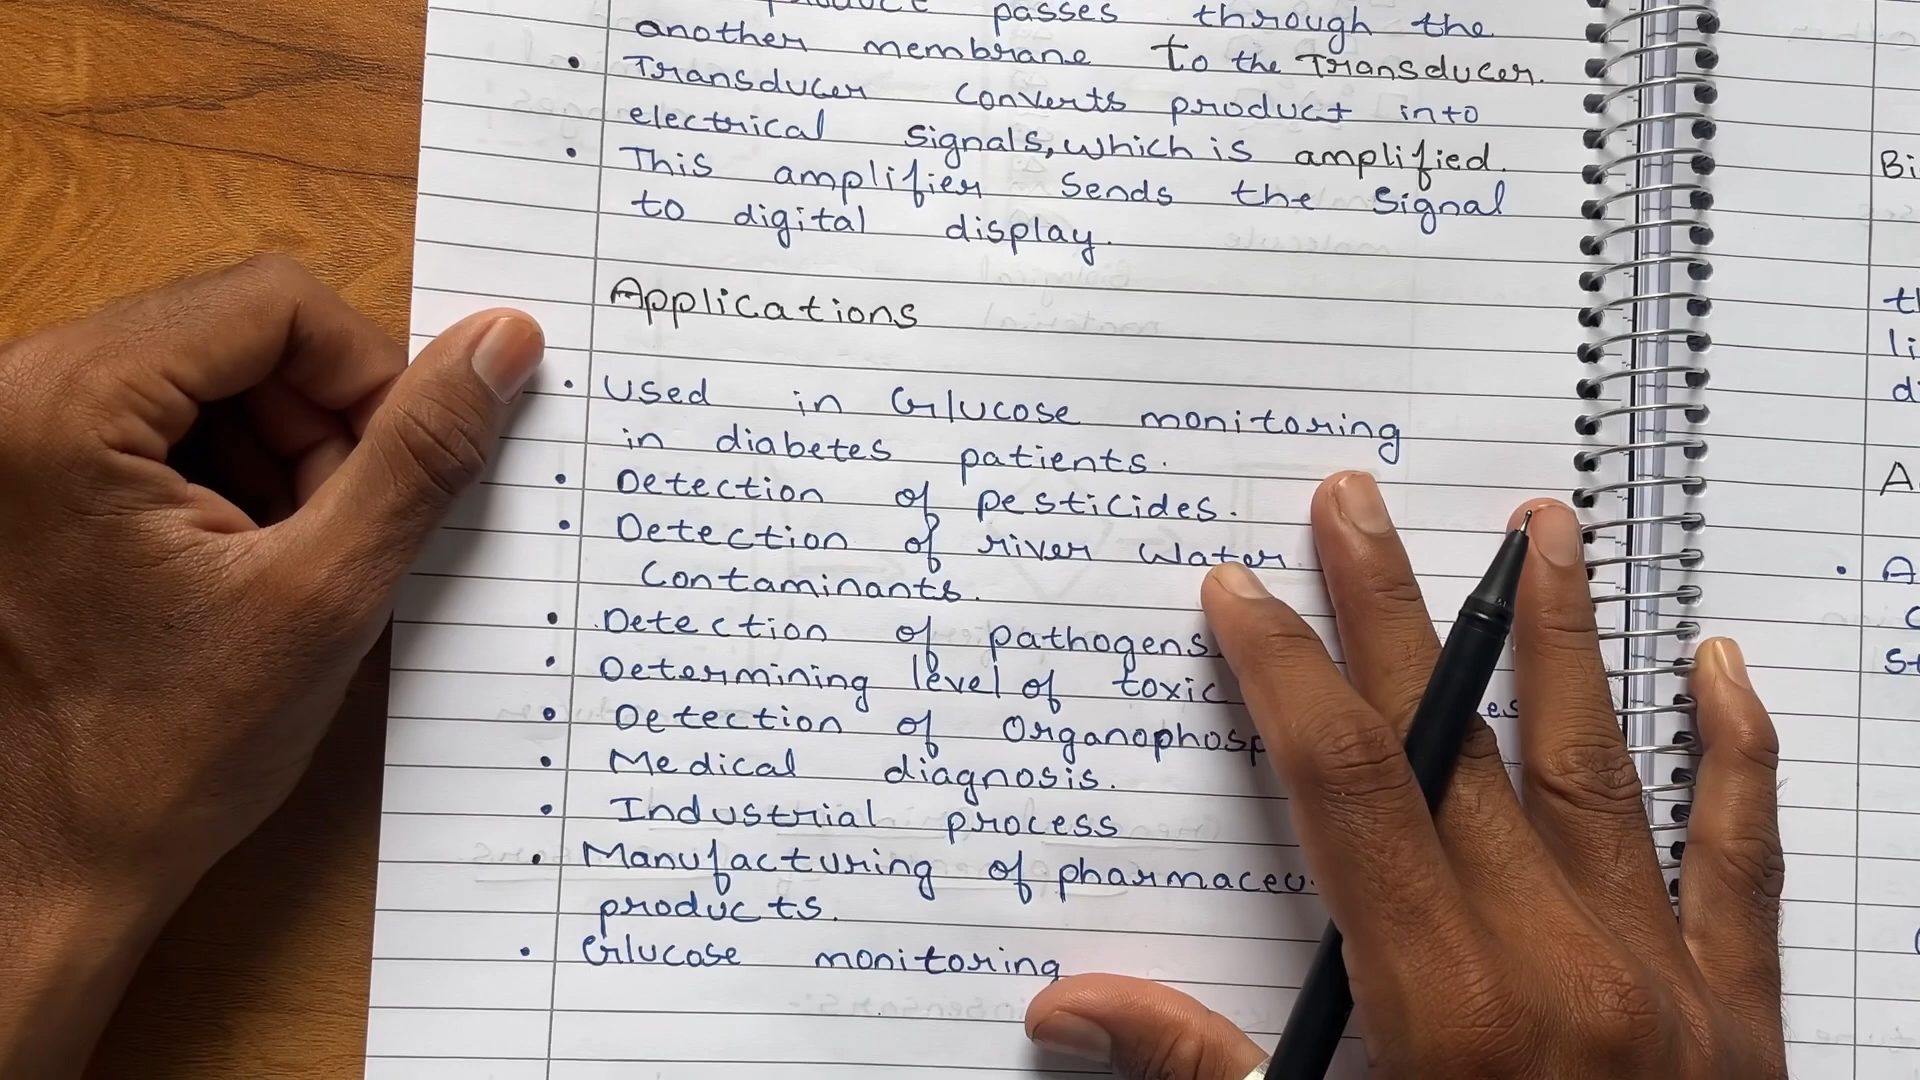 passes through the
another membrane to the Transducer.
• Transducer converts product into
electrical signals, which is amplified.
• This amplifier sends the signal
to digital display.
Applications
• Used in Glucose monitoring
in diabetes patients.
• Detection of pesticides.
• Detection of river water
Contaminants.
• Detection of pathogens.
• Determining level of toxic
• Detection of Organophosp
• Medical diagnosis.
• Industrial process
• Manufacturing of pharmaceu
products.
• Glucose monitoring